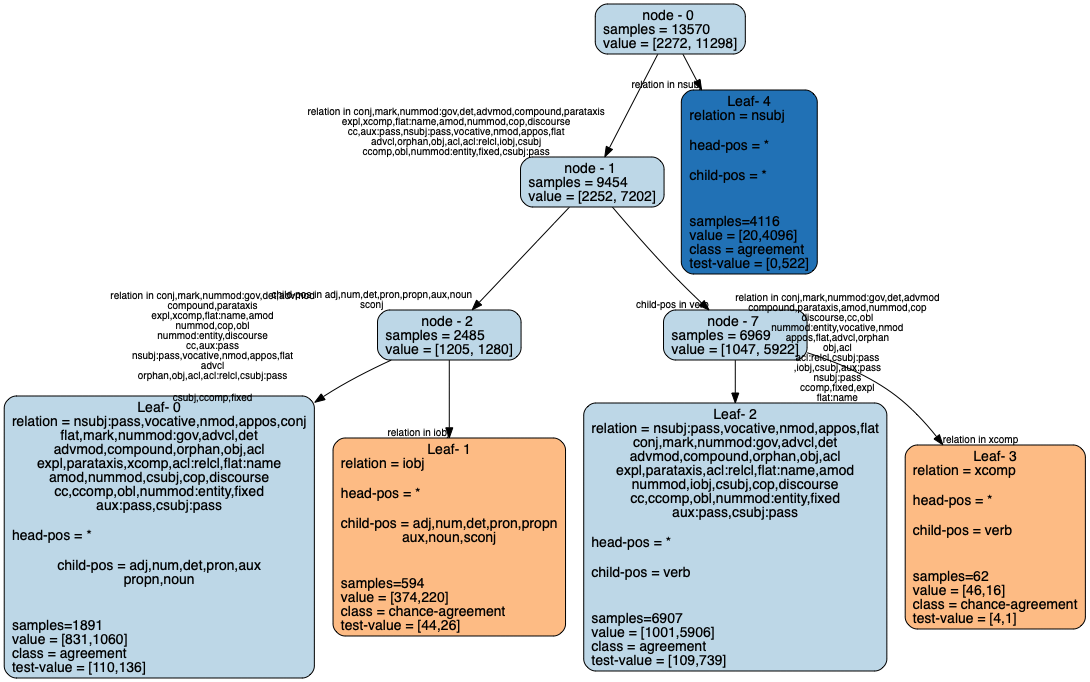 node - 0
samples = 13570
value = [2272, 11298]
relation in nsubj
relation in conj,mark,nummod:gov,det,advmod,compound,parataxis
expl,xcomp,flat:name,amod,nummod,cop,discourse
cc,aux:pass,nsubj:pass,vocative,nmod,appos,flat
advcl,orphan,obj,acl,acl:relcl,iobj,csubj
ccomp,obl,nummod:entity,fixed,csubj:pass
Leaf- 4
relation = nsubj
head-pos = *
child-pos = *
samples=4116
value = [20,4096]
class = agreement
test-value = [0,522]
node - 1
samples = 9454
value = [2252, 7202]
child-pos in adj,num,det,pron,propn,aux,noun
sconj
child-pos in verb
node - 2
samples = 2485
value = [1205, 1280]
node - 7
samples = 6969
value = [1047, 5922]
relation in conj,mark,nummod:gov,det,advmod
compound,parataxis
expl,xcomp,flat:name,amod
nummod,cop,obl
nummod:entity,discourse
cc,aux:pass
nsubj:pass,vocative,nmod,appos,flat
advcl
orphan,obj,acl,acl:relcl,csubj:pass
csubj,ccomp,fixed
relation in iobj
relation in conj,mark,nummod:gov,det,advmod
compound,parataxis,amod,nummod,cop
discourse,cc,obl
nummod:entity,vocative,nmod
appos,flat,advcl,orphan
obj,acl
acl:relcl,csubj:pass
,iobj,csubj,aux:pass
nsubj:pass
ccomp,fixed,expl
flat:name
relation in xcomp
Leaf- 0
relation = nsubj:pass,vocative,nmod,appos,conj
flat,mark,nummod:gov,advcl,det
advmod,compound,orphan,obj,acl
expl,parataxis,xcomp,acl:relcl,flat:name
amod,nummod,csubj,cop,discourse
cc,ccomp,obl,nummod:entity,fixed
aux:pass,csubj:pass
head-pos = *
child-pos = adj,num,det,pron,aux
propn,noun
samples=1891
value = [831,1060]
class = agreement
test-value = [110,136]
Leaf- 1
relation = iobj
head-pos = *
child-pos = adj,num,det,pron,propn
aux,noun,sconj
samples=594
value = [374,220]
class = chance-agreement
test-value = [44,26]
Leaf- 2
relation = nsubj:pass,vocative,nmod,appos,flat
conj,mark,nummod:gov,advcl,det
advmod,compound,orphan,obj,acl
expl,parataxis,acl:relcl,flat:name,amod
nummod,iobj,csubj,cop,discourse
cc,ccomp,obl,nummod:entity,fixed
aux:pass,csubj:pass
head-pos = *
child-pos = verb
samples=6907
value = [1001,5906]
class = agreement
test-value = [109,739]
Leaf- 3
relation = xcomp
head-pos = *
child-pos = verb
samples=62
value = [46,16]
class = chance-agreement
test-value = [4,1]